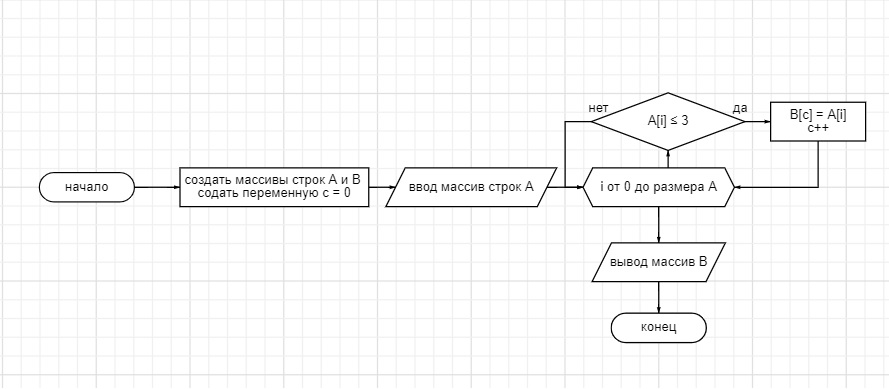 начало
создать массивы строк A и B
содать переменную c = 0
ввод массив строк A
i от 0 до размера A
нет
A[i] ≤ 3
да
B[c] = A[i]
c++
вывод массив B
конец